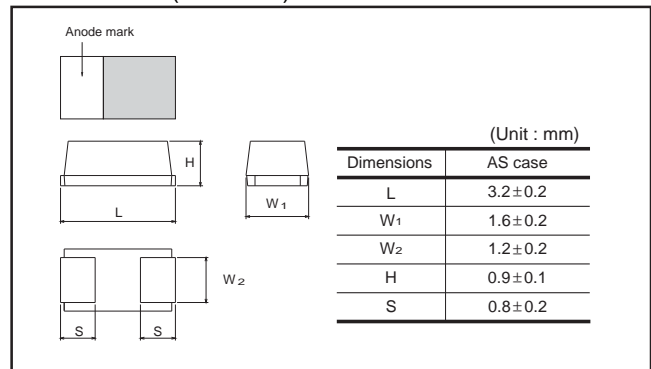 Anode mark
H
L
W1
W2
S S
(Unit : mm)
Dimensions AS case
L 3.2±0.2
W1 1.6±0.2
W2 1.2±0.2
H 0.9±0.1
S 0.8±0.2